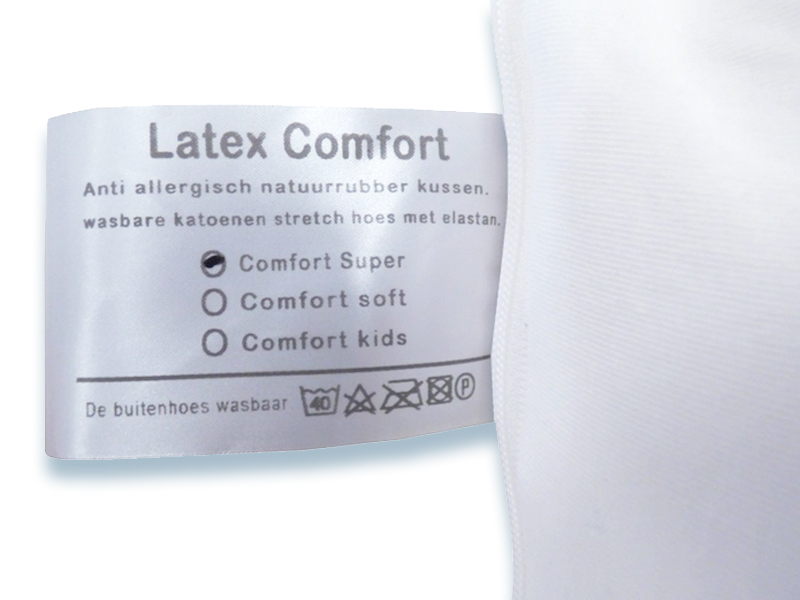 Latex Comfort
Anti allergisch natuurrubber kussen.
wasbare katoenen stretch hoes met elastan.
Comfort Super
Comfort soft
Comfort kids
De buitenhoes wasbaar 40 P